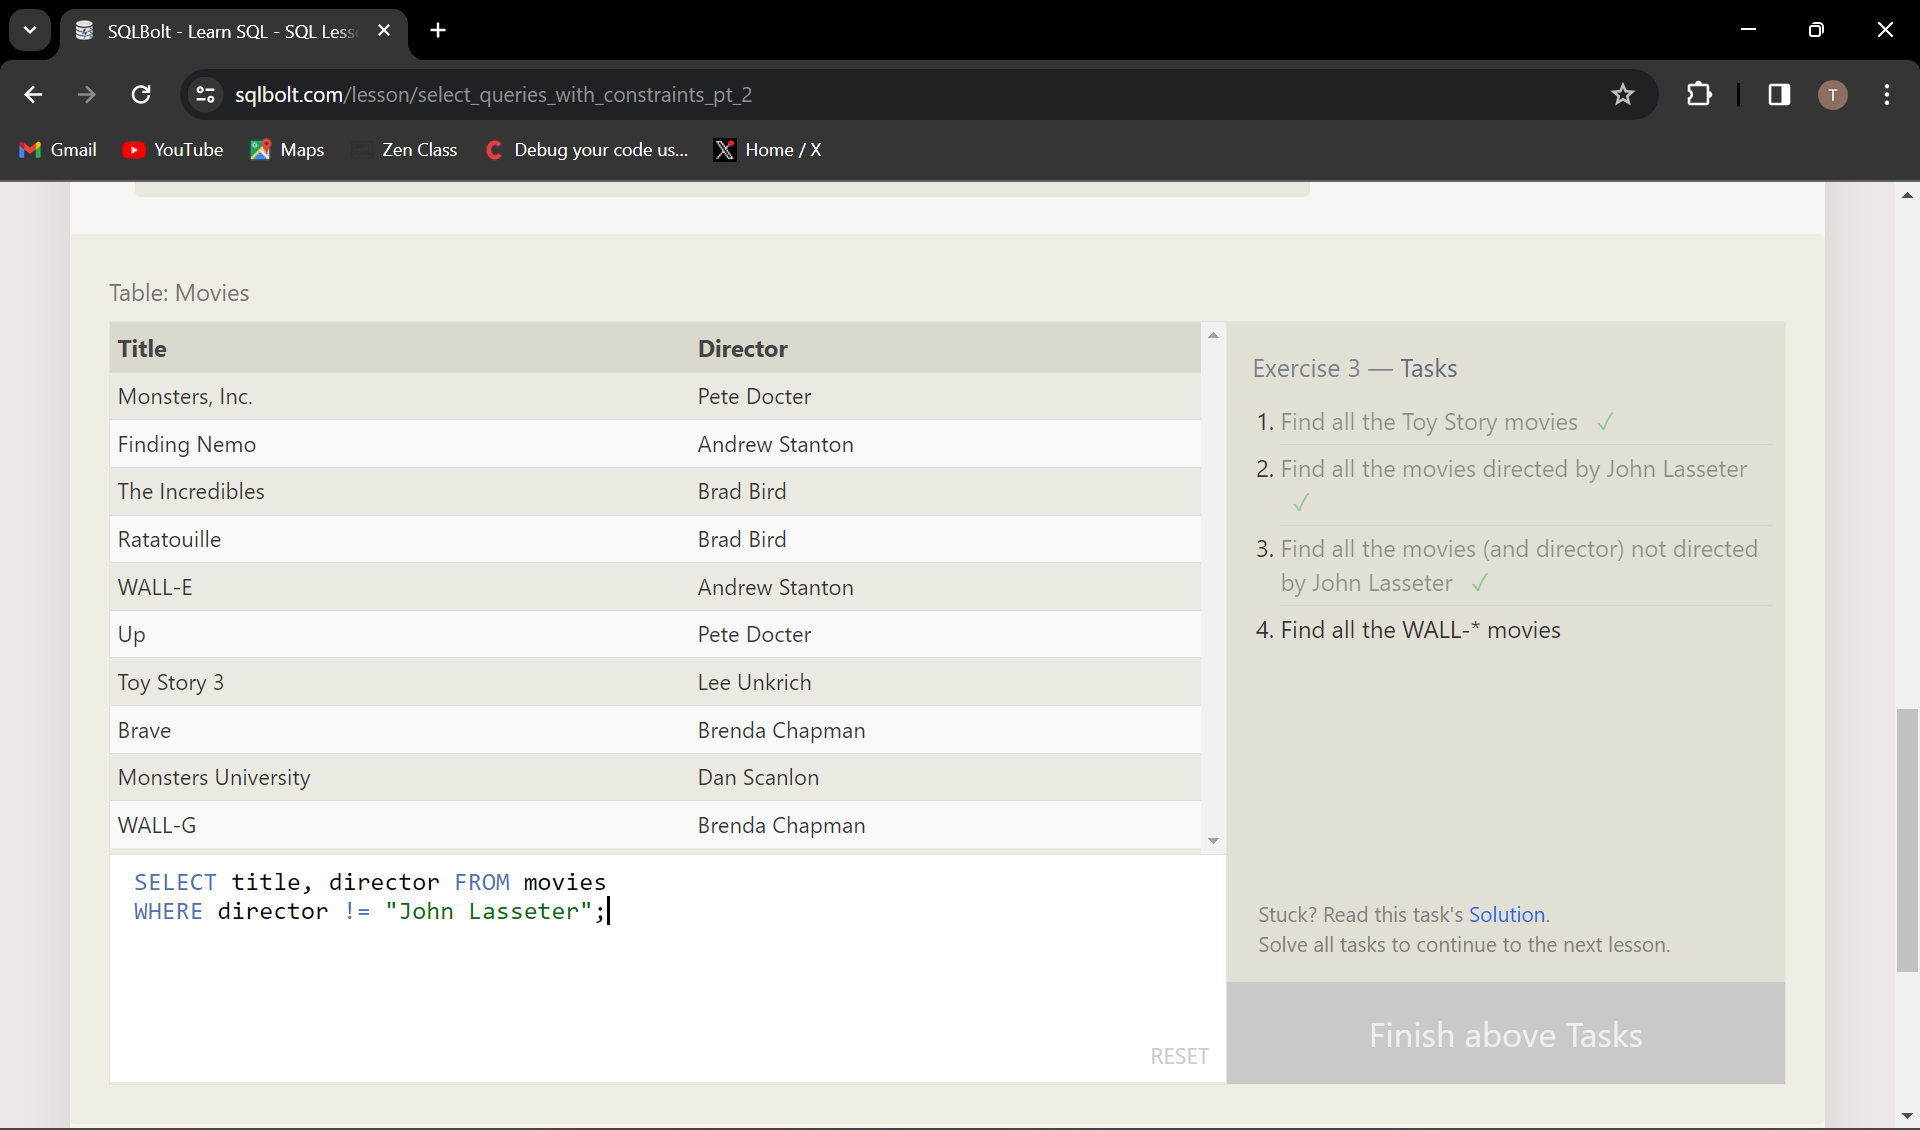 SQLBolt - Learn SQL - SQL Less
sqlbolt.com/lesson/select_queries_with_constraints_pt_2
T
Gmail
YouTube
Maps
Zen Class
Debug your code us...
Home / X
Table: Movies
Title Director
Monsters, Inc. Pete Docter
Finding Nemo Andrew Stanton
The Incredibles Brad Bird
Ratatouille Brad Bird
WALL-E Andrew Stanton
Up Pete Docter
Toy Story 3 Lee Unkrich
Brave Brenda Chapman
Monsters University Dan Scanlon
WALL-G Brenda Chapman
SELECT title, director FROM movies
WHERE director != "John Lasseter";
RESET
Exercise 3 — Tasks
1. Find all the Toy Story movies ✓
2. Find all the movies directed by John Lasseter
✓
3. Find all the movies (and director) not directed
by John Lasseter ✓
4. Find all the WALL-* movies
Stuck? Read this task's Solution.
Solve all tasks to continue to the next lesson.
Finish above Tasks